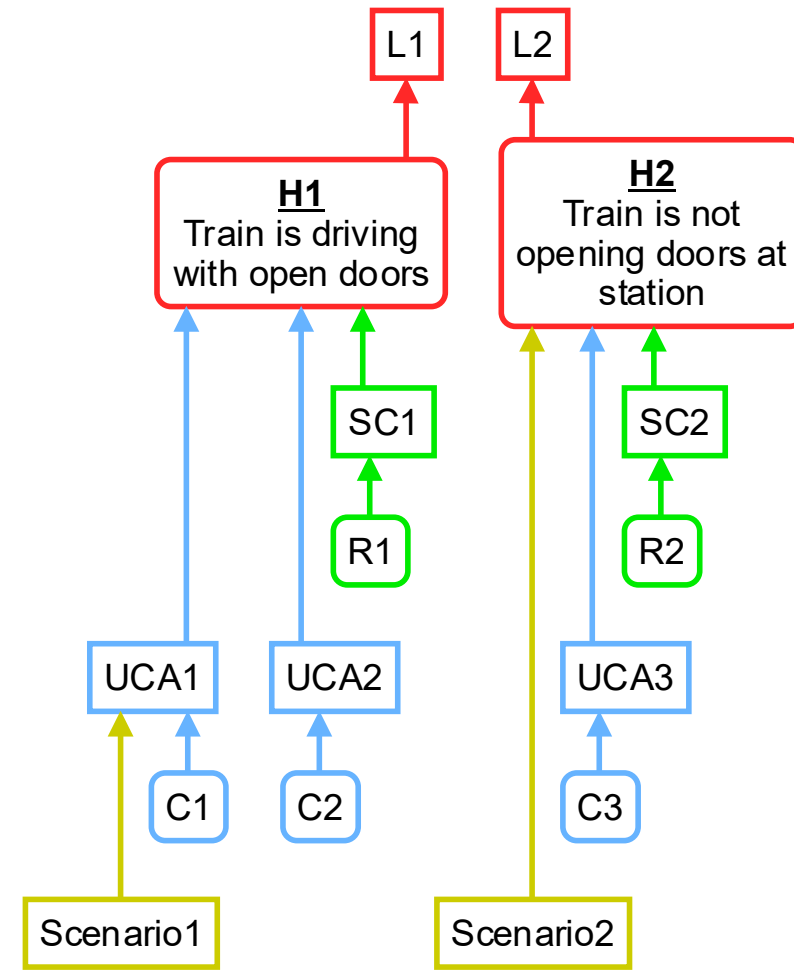 L1
L2
H1
Train is driving
with open doors
H2
Train is not
opening doors at
station
SC1
SC2
R1
R2
UCA1
UCA2
UCA3
C1
C2
C3
Scenario1
Scenario2